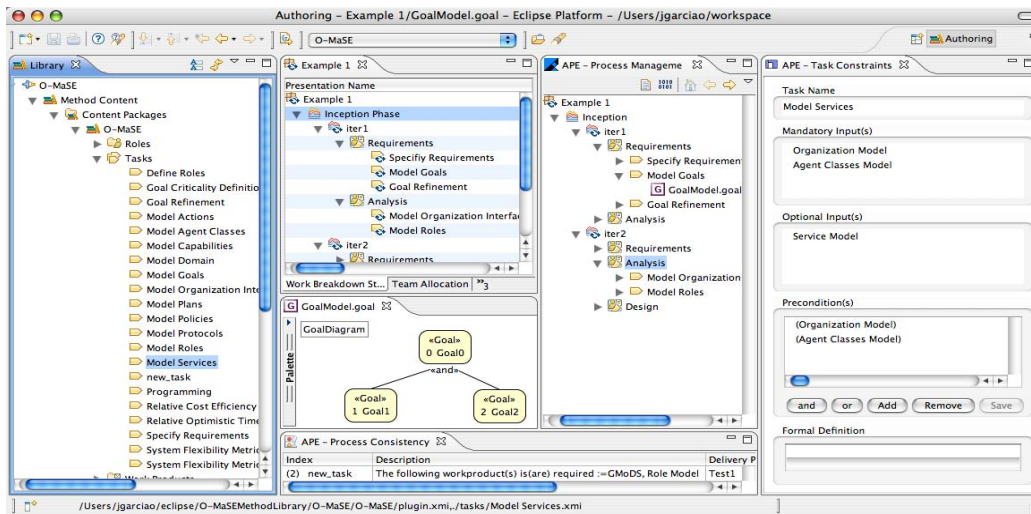 Authoring – Example 1/GoalModel.goal – Eclipse Platform – /Users/jgarciao/workspace
O-MaSE
Authoring
Library
O-MaSE
Method Content
Content Packages
O-MaSE
Roles
Tasks
Define Roles
Goal Criticality Definitio
Goal Refinement
Model Actions
Model Agent Classes
Model Capabilities
Model Domain
Model Goals
Model Organization Inte
Model Plans
Model Policies
Model Protocols
Model Roles
Model Services
new_task
Programming
Relative Cost Efficiency
Relative Optimistic Time
Specify Requirements
System Flexibility Metric
System Flexibility Metric
Work Products
Example 1
Presentation Name
Example 1
Inception Phase
iter1
Requirements
Specifiy Requirements
Model Goals
Goal Refinement
Analysis
Model Organization Interfa
Model Roles
iter2
Requirements
Work Breakdown St... Team Allocation »3
GoalModel.goal
Palette
GoalDiagram
«Goal»
0 Goal0
«and»
«Goal»
1 Goal1
«Goal»
2 Goal2
APE – Process Manageme
Example 1
Inception
iter1
Requirements
Specifiy Requiremen
Model Goals
GoalModel.goal
Goal Refinement
Analysis
iter2
Requirements
Analysis
Model Organization
Model Roles
Design
APE – Process Consistency
Index Description Delivery P
(2) new_task The following workproduct(s) is(are) required :=GMoDS, Role Model Test1
APE – Task Constraints
Task Name
Model Services
Mandatory Input(s)
Organization Model
Agent Classes Model
Optional Input(s)
Service Model
Precondition(s)
(Organization Model)
(Agent Classes Model)
and or Add Remove Save
Formal Definition
/Users/jgarciao/eclipse/O-MaSEMethodLibrary/O-MaSE/O-MaSE/plugin.xmi,./tasks/Model Services.xmi